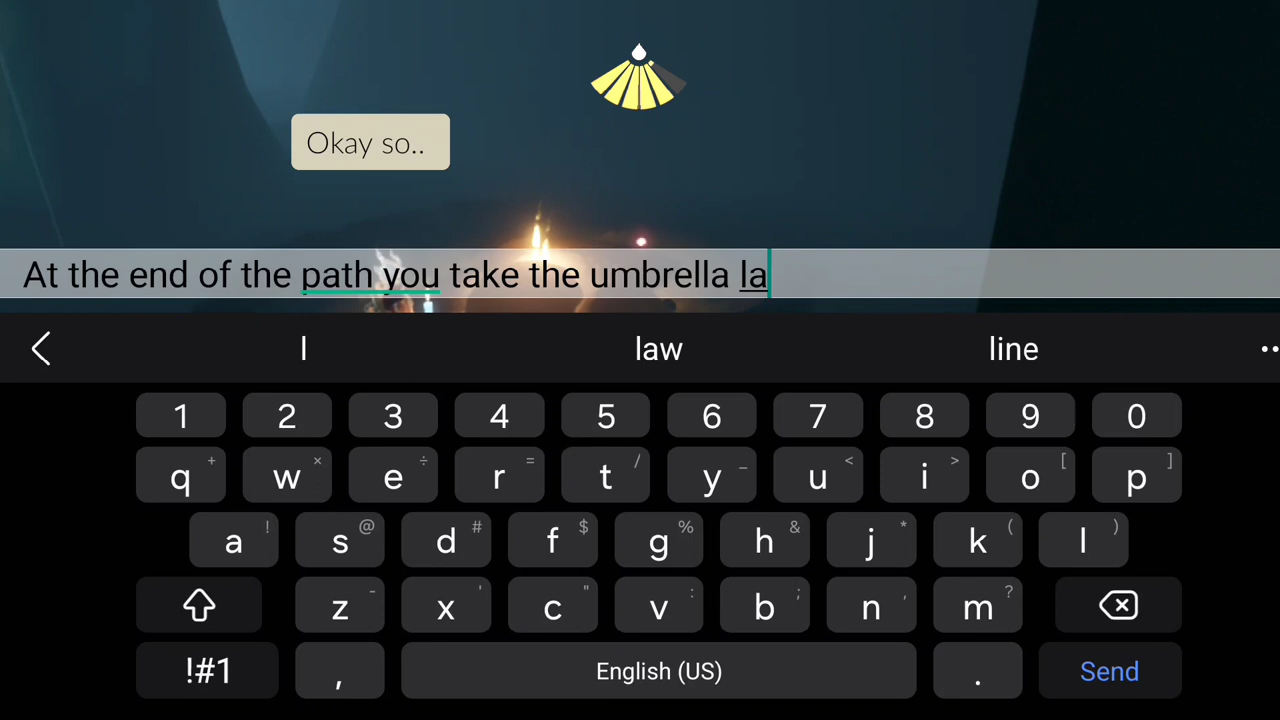 Okay so..
At the end of the path you take the umbrella la
l law line ..
1 2 3 4 5 6 7 8 9 0
q + w × e ÷ r = t / y _ u < i > o [ p ]
a ! s @ d # f $ g % h & j * k ( l )
z - x ' c " v : b ; n , m ?
!#1 , English (US) . Send